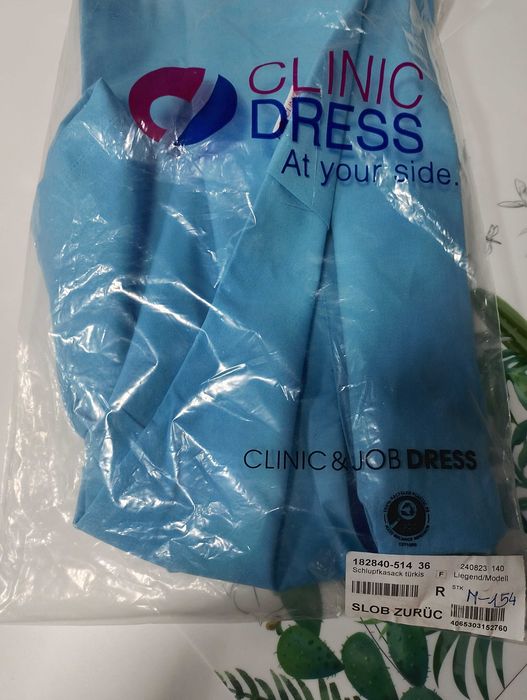 CLINIC
DRESS
At your side.
CLINIC & JOB DRESS
182840-514 36
240823 140
Schlupfkasack türkis
F
Liegend/Modell
R
STK
M-154
SLOB ZURÜC
4065303152760